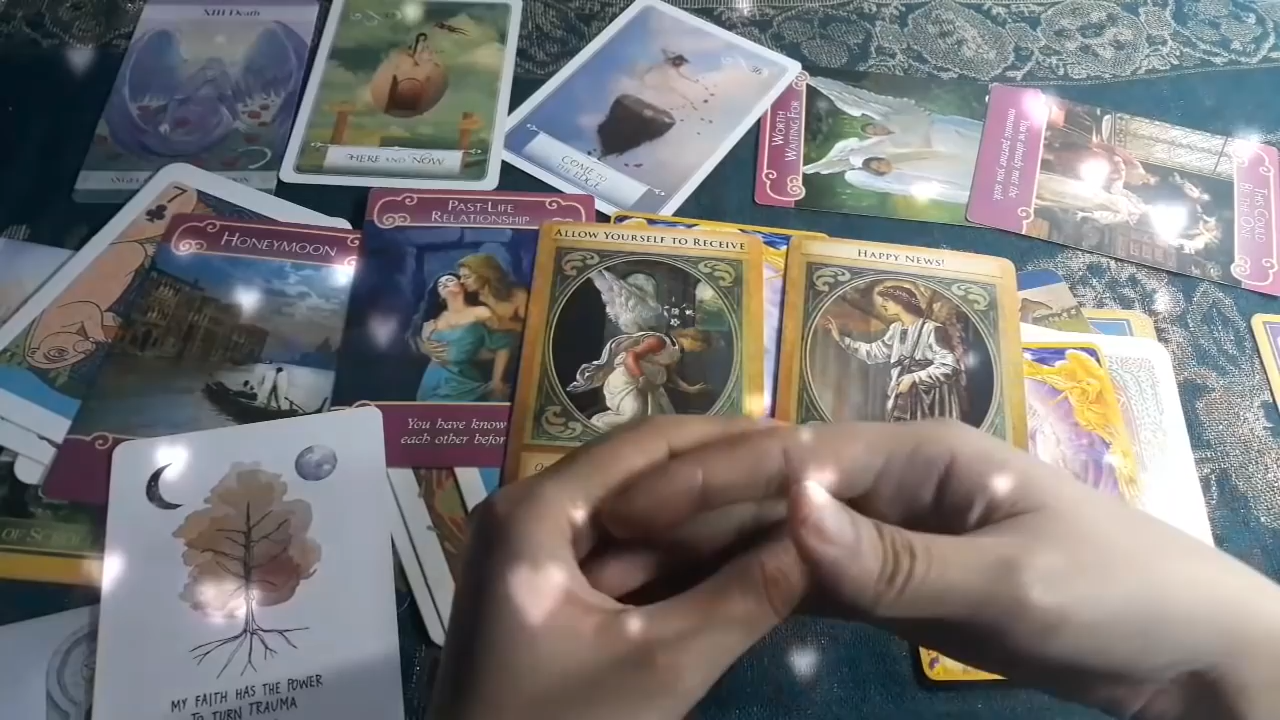 XIII Death
HERE AND NOW
36
COME TO
THE EDGE
WORTH
WAITING FOR
You've already met the
romantic partner you seek.
THIS COULD
BE THE ONE
7
HONEYMOON
PAST-LIFE
RELATIONSHIP
You have know
each other befor
ALLOW YOURSELF TO RECEIVE
HAPPY NEWS!
MY FAITH HAS THE POWER
TO TURN TRAUMA